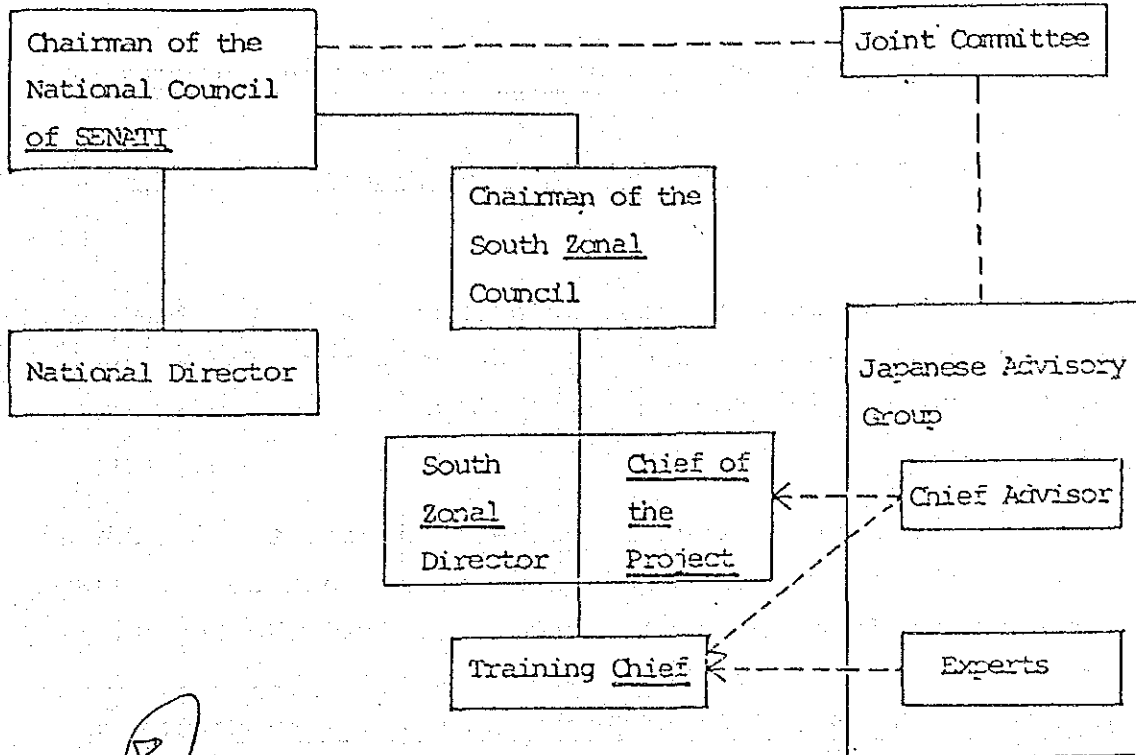 Chairman of the
National Council
of SENATI
Joint Committee
Chairman of the
South Zonal
Council
National Director
Japanese Advisory
Group
South
Zonal
Director
Chief of
the
Project
Chief Advisor
Training Chief
Experts